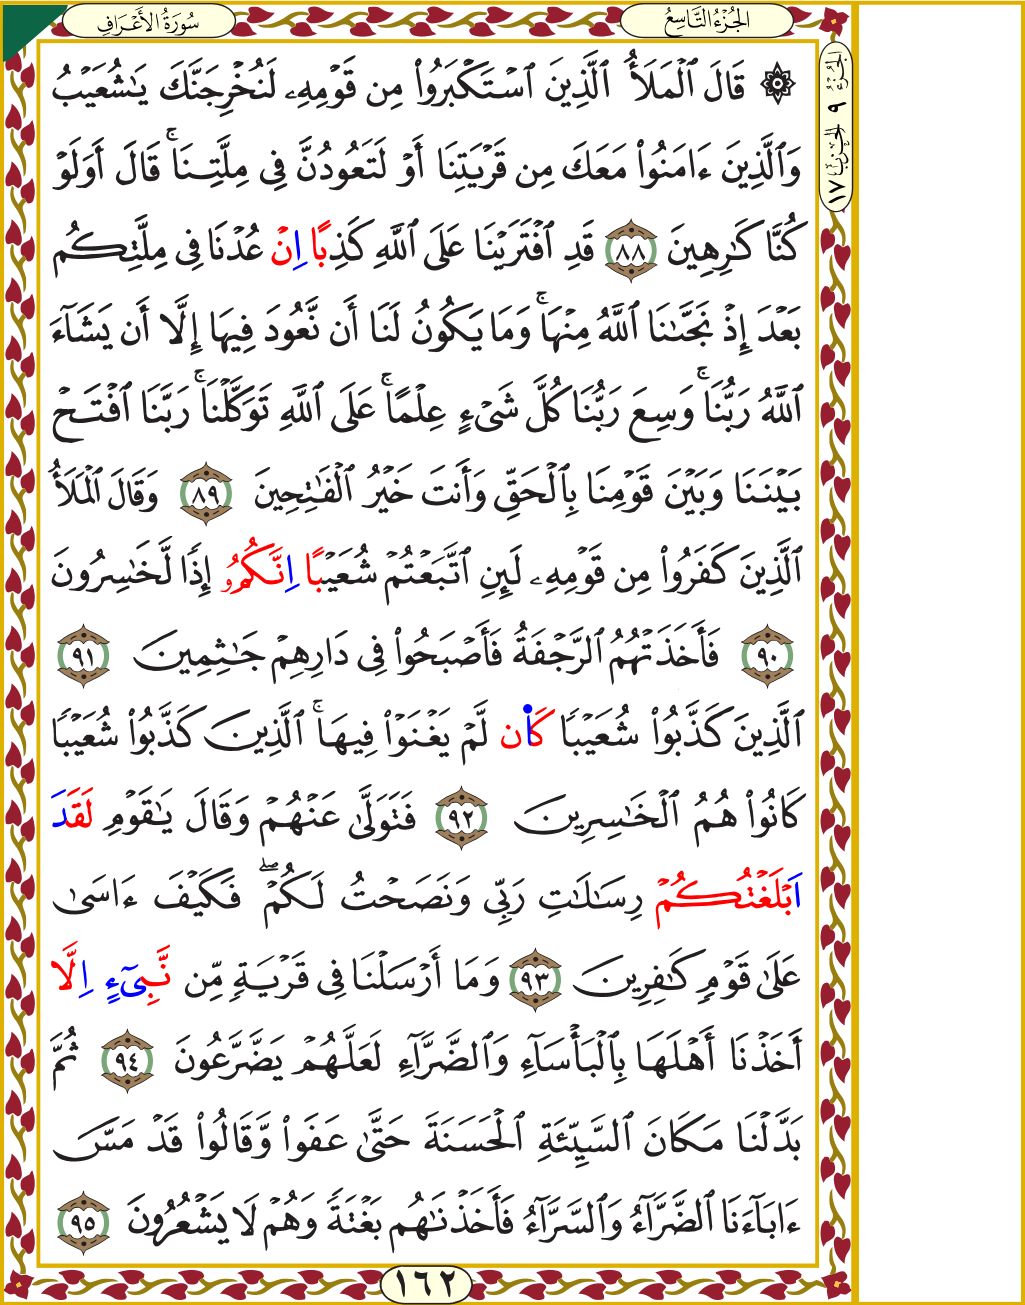 الجُزْءُ التَّاسِعُ
سُورَةُ الأَعْرَافِ
الجزء ٩ الحزب ١٧
۞ قَالَ ٱلْمَلَأُ ٱلَّذِينَ ٱسْتَكْبَرُواْ مِن قَوْمِهِۦ لَنُخْرِجَنَّكَ يَٰشُعَيْبُ
وَٱلَّذِينَ ءَامَنُواْ مَعَكَ مِن قَرْيَتِنَا أَوْ لَتَعُودُنَّ فِى مِلَّتِنَاۚ قَالَ أَوَلَوْ
كُنَّا كَٰرِهِينَ ٨٨ قَدِ ٱفْتَرَيْنَا عَلَى ٱللَّهِ كَذِبًا اِنْ عُدْنَا فِى مِلَّتِكُم
بَعْدَ إِذْ نَجَّىٰنَا ٱللَّهُ مِنْهَاۚ وَمَا يَكُونُ لَنَا أَن نَّعُودَ فِيهَا إِلَّا أَن يَشَآءَ
ٱللَّهُ رَبُّنَاۚ وَسِعَ رَبُّنَا كُلَّ شَىْءٍ عِلْمًاۚ عَلَى ٱللَّهِ تَوَكَّلْنَاۚ رَبَّنَا ٱفْتَحْ
بَيْنَنَا وَبَيْنَ قَوْمِنَا بِٱلْحَقِّ وَأَنتَ خَيْرُ ٱلْفَٰتِحِينَ ٨٩ وَقَالَ ٱلْمَلَأُ
ٱلَّذِينَ كَفَرُواْ مِن قَوْمِهِۦ لَئِنِ ٱتَّبَعْتُمْ شُعَيْبًا اِنَّكُمُۥ إِذًا لَّخَٰسِرُونَ
٩٠ فَأَخَذَتْهُمُ ٱلرَّجْفَةُ فَأَصْبَحُواْ فِى دَارِهِمْ جَٰثِمِينَ ٩١
ٱلَّذِينَ كَذَّبُواْ شُعَيْبًا كَأَن لَّمْ يَغْنَوْاْ فِيهَاۚ ٱلَّذِينَ كَذَّبُواْ شُعَيْبًا
كَانُواْ هُمُ ٱلْخَٰسِرِينَ ٩٢ فَتَوَلَّىٰ عَنْهُمْ وَقَالَ يَٰقَوْمِ لَقَدَ
اَبْلَغْتُكُمْ رِسَٰلَٰتِ رَبِّى وَنَصَحْتُ لَكُمْۖ فَكَيْفَ ءَاسَىٰ
عَلَىٰ قَوْمٍ كَٰفِرِينَ ٩٣ وَمَا أَرْسَلْنَا فِى قَرْيَةٍ مِّن نَّبِىٓءٍ اِلَّا
أَخَذْنَا أَهْلَهَا بِٱلْبَأْسَآءِ وَٱلضَّرَّآءِ لَعَلَّهُمْ يَضَّرَّعُونَ ٩٤ ثُمَّ
بَدَّلْنَا مَكَانَ ٱلسَّيِّئَةِ ٱلْحَسَنَةَ حَتَّىٰ عَفَواْ وَّقَالُواْ قَدْ مَسَّ
ءَابَآءَنَا ٱلضَّرَّآءُ وَٱلسَّرَّآءُ فَأَخَذْنَٰهُم بَغْتَةً وَهُمْ لَا يَشْعُرُونَ ٩٥
١٦٢